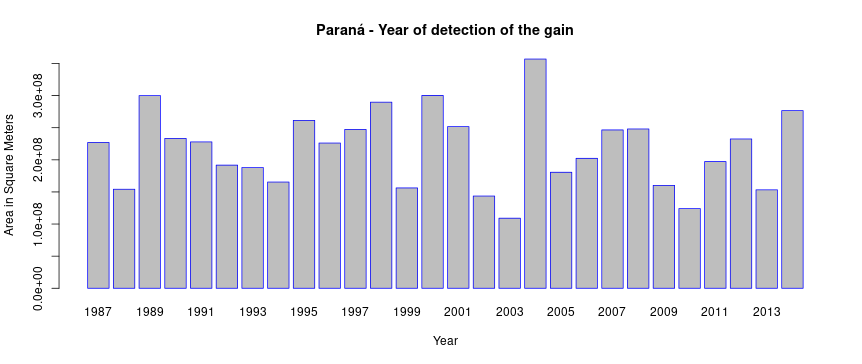 Paraná - Year of detection of the gain
Area in Square Meters
3.0e+08
2.0e+08
1.0e+08
0.0e+00
1987 1989 1991 1993 1995 1997 1999 2001 2003 2005 2007 2009 2011 2013
Year